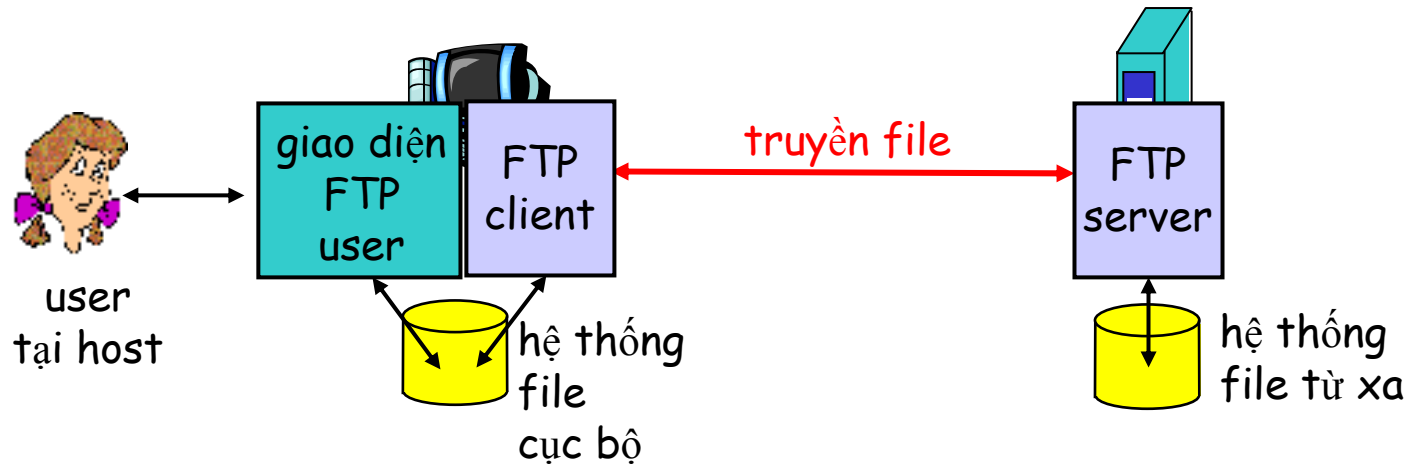 user
tại host
giao diện
FTP
user
FTP
client
hệ thống
file
cục bộ
truyền file
FTP
server
hệ thống
file từ xa